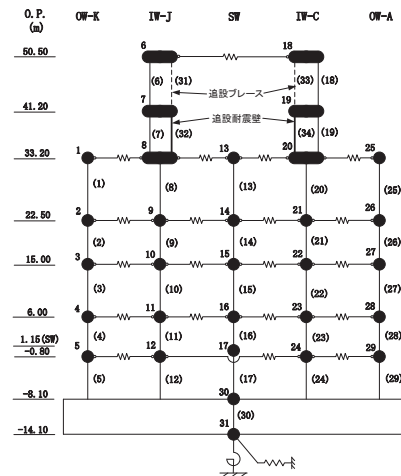 O.P. OW-K IW-J SW IW-C OW-A
(m)
50.50 6 18
(6) (31) (33) (18)
追設ブレース
41.20 7 19
追設耐震壁
(7) (32) (34) (19)
33.20 1 8 13 20 25
(1) (8) (13) (20) (25)
22.50 2 9 14 21 26
(2) (9) (14) (21) (26)
15.00 3 10 15 22 27
(3) (10) (15) (22) (27)
6.00 4 11 16 23 28
(4) (11) (16) (23) (28)
1.15(SW) 17
-0.80 5 12 24 29
(5) (12) (17) (24) (29)
-8.10 30
(30)
-14.10 31